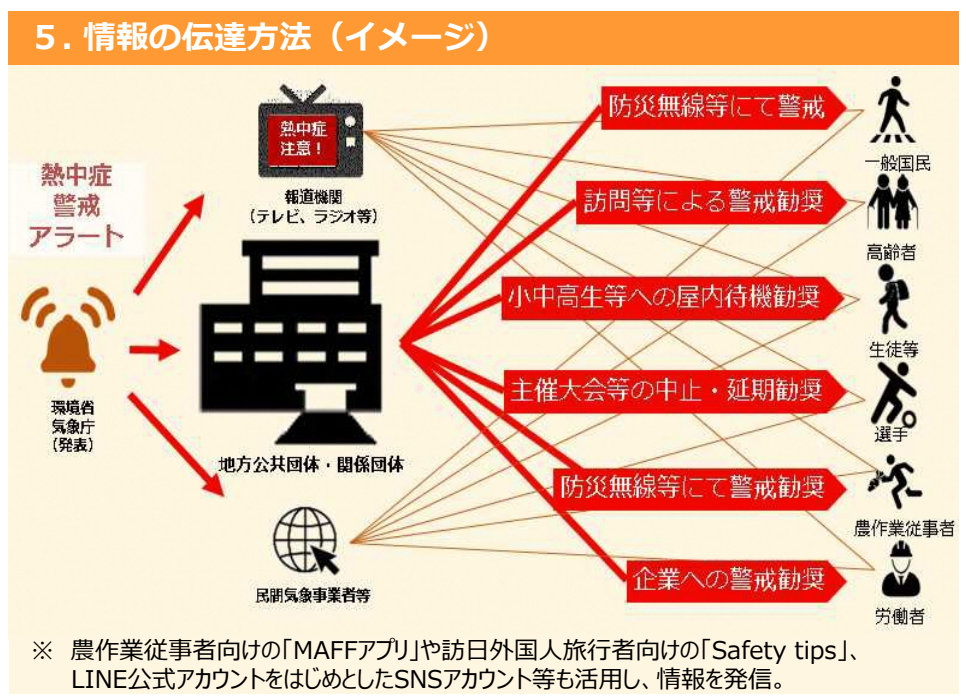 ５．情報の伝達方法（イメージ）
熱中症
警戒
アラート
環境省
気象庁
（発表）
熱中症
注意！
報道機関
（テレビ、ラジオ等）
地方公共団体・関係団体
民間気象事業者等
防災無線等にて警戒
訪問等による警戒勧奨
小中高生等への屋内待機勧奨
主催大会等の中止・延期勧奨
防災無線等にて警戒勧奨
企業への警戒勧奨
一般国民
高齢者
生徒等
選手
農作業従事者
労働者
※ 農作業従事者向けの｢MAFFアプリ｣や訪日外国人旅行者向けの｢Safety tips｣、
LINE公式アカウントをはじめとしたSNSアカウント等も活用し、情報を発信。